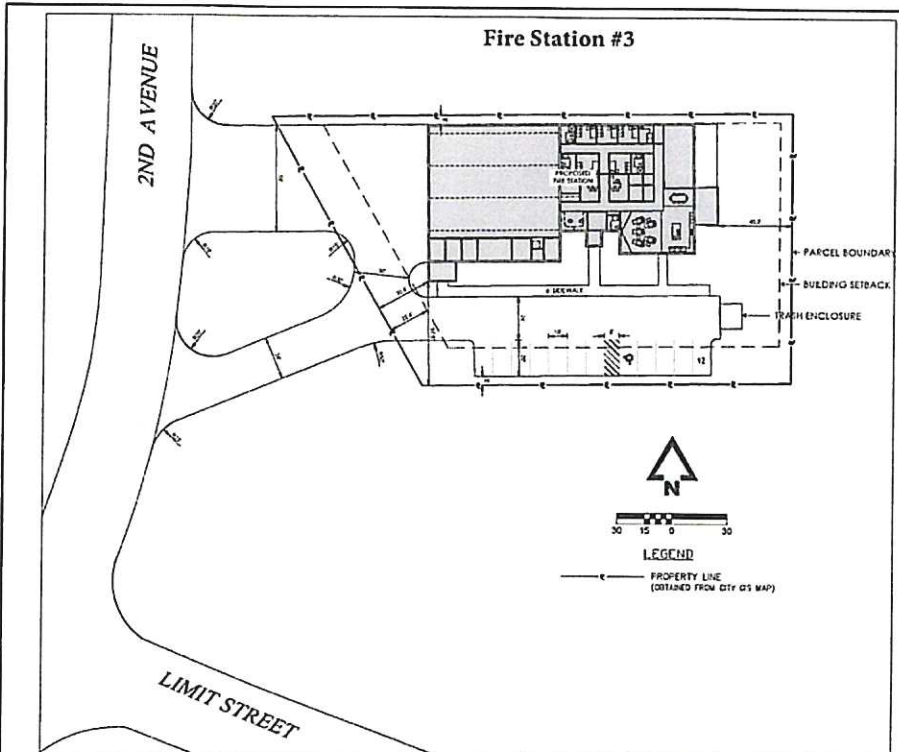 Fire Station #3
2ND AVENUE
PROPOSED
FIRE STATION
PARCEL BOUNDARY
BUILDING SETBACK
SIDEWALK
TRASH ENCLOSURE
12
N
30 15 0 30
LEGEND
PROPERTY LINE
(OBTAINED FROM CITY GIS MAP)
LIMIT STREET